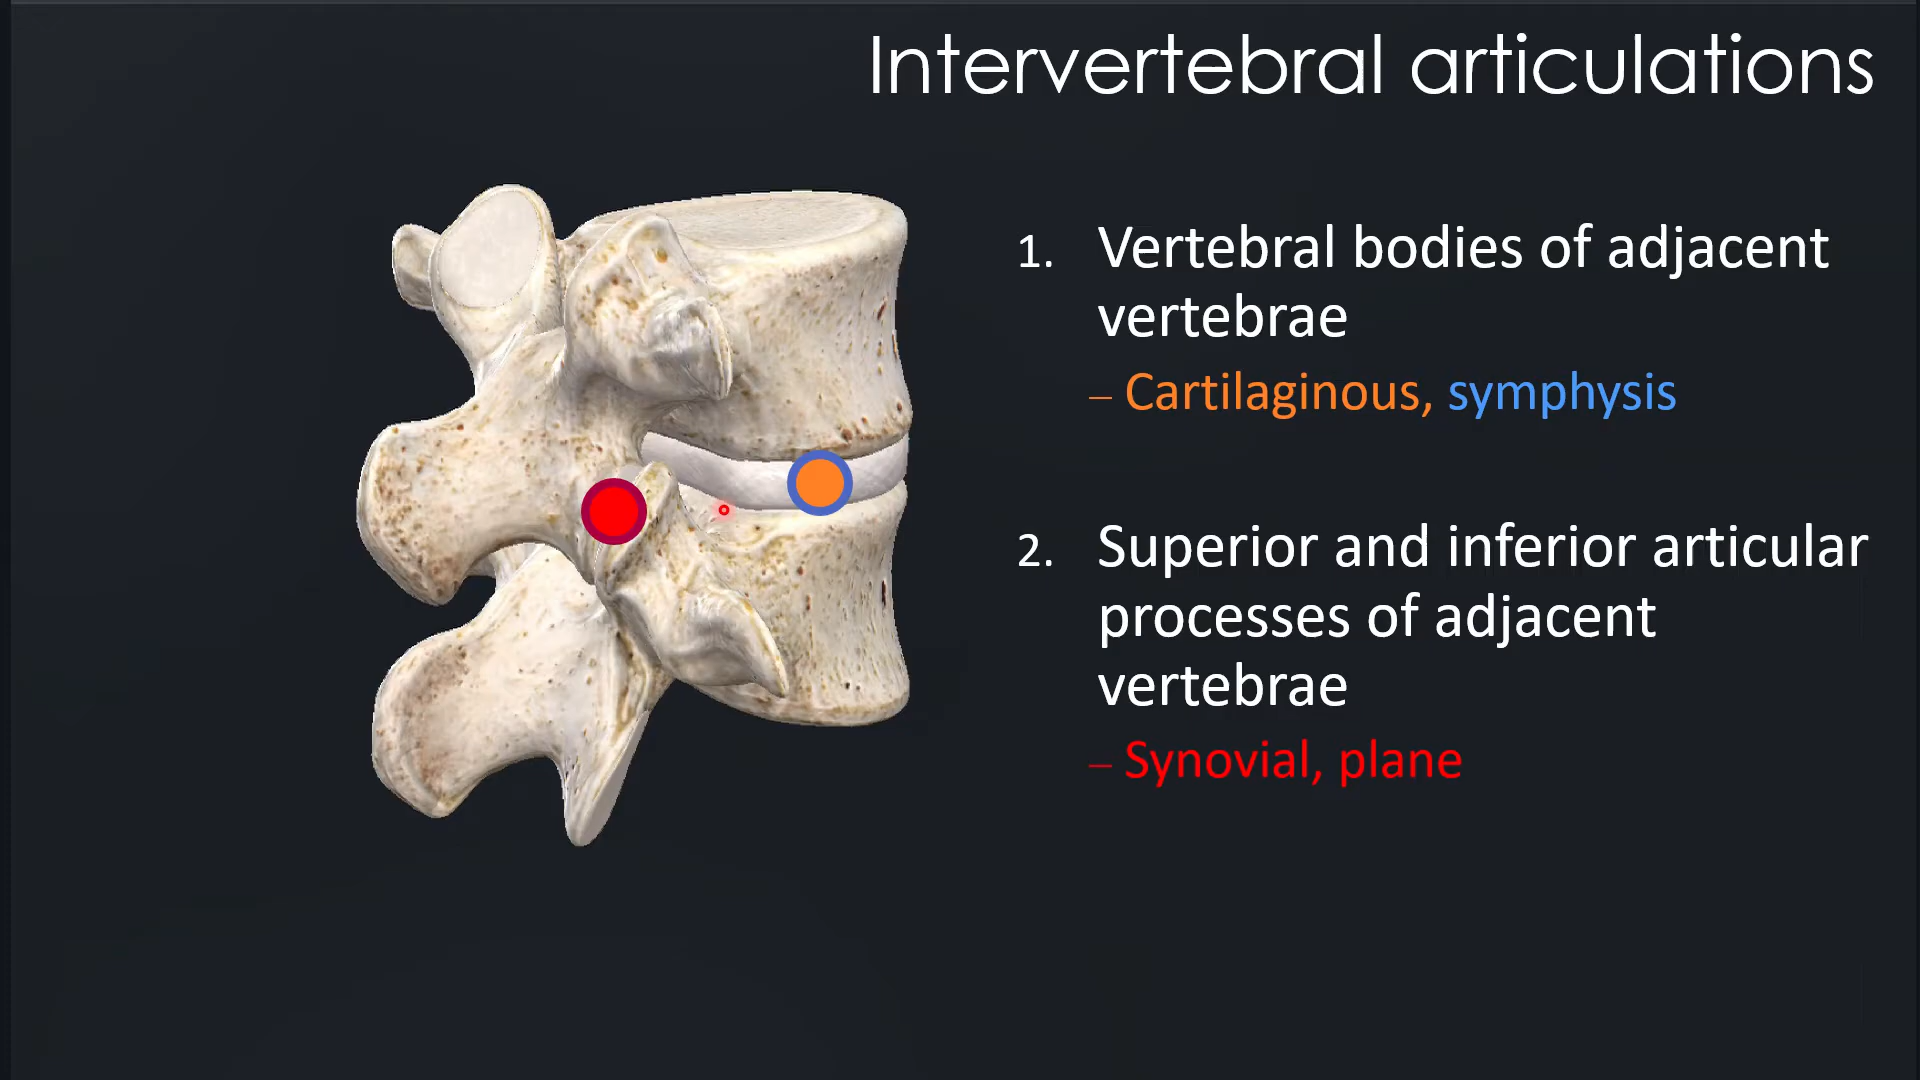 Intervertebral articulations
1. Vertebral bodies of adjacent
vertebrae
– Cartilaginous, symphysis
2. Superior and inferior articular
processes of adjacent
vertebrae
– Synovial, plane